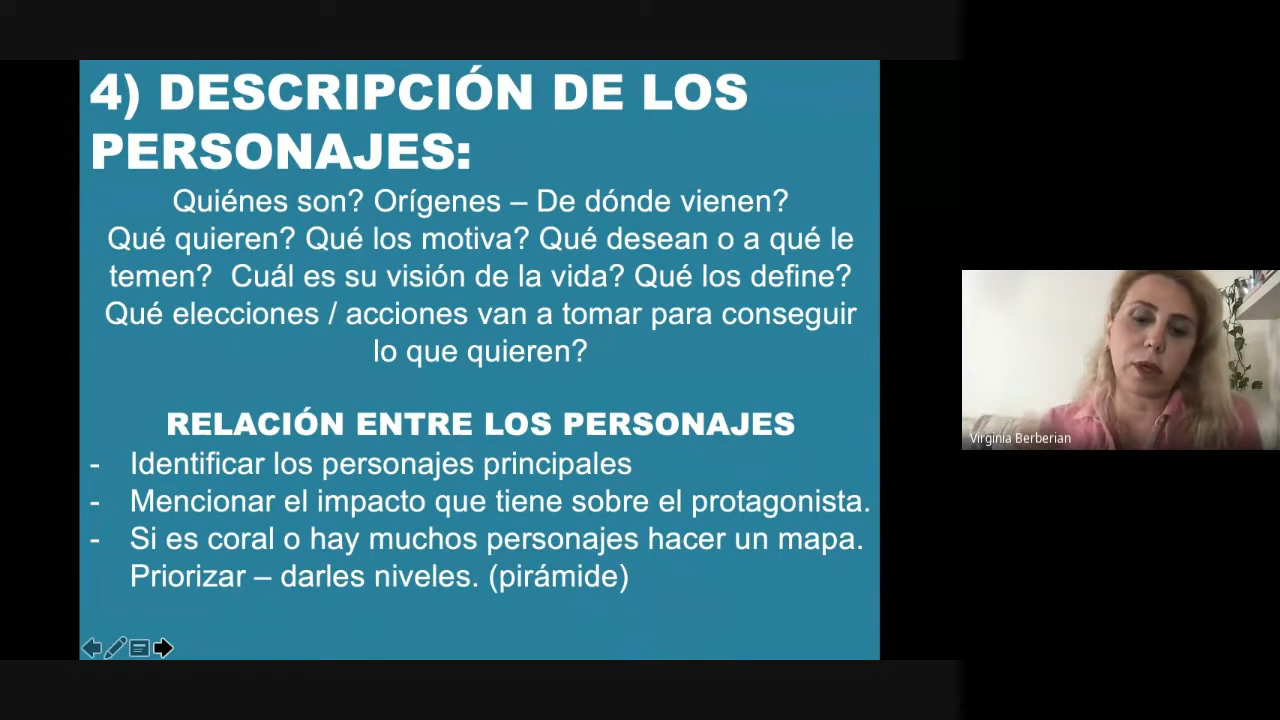 4) DESCRIPCIÓN DE LOS
PERSONAJES:
Quiénes son? Orígenes – De dónde vienen?
Qué quieren? Qué los motiva? Qué desean o a qué le
temen?  Cuál es su visión de la vida? Qué los define?
Qué elecciones / acciones van a tomar para conseguir
lo que quieren?
RELACIÓN ENTRE LOS PERSONAJES
- Identificar los personajes principales
- Mencionar el impacto que tiene sobre el protagonista.
- Si es coral o hay muchos personajes hacer un mapa.
Priorizar – darles niveles. (pirámide)
Virginia Berberian